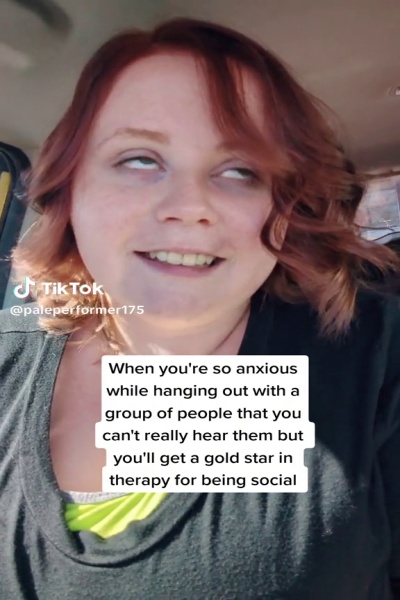 TikTok
@paleperformer175
When you're so anxious
while hanging out with a
group of people that you
can't really hear them but
you'll get a gold star in
therapy for being social